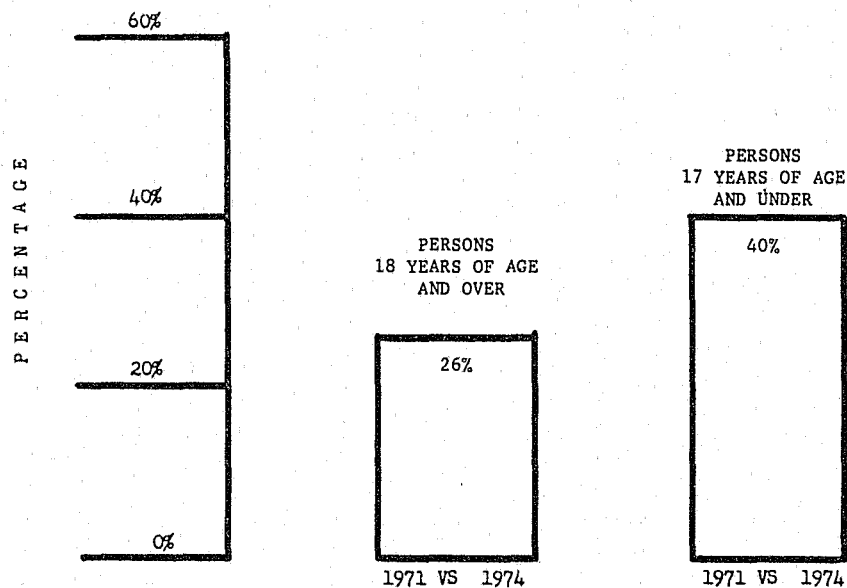 60%
40%
20%
0%
PERCENTAGE
PERSONS
18 YEARS OF AGE
AND OVER
26%
1971 VS 1974
PERSONS
17 YEARS OF AGE
AND UNDER
40%
1971 VS 1974